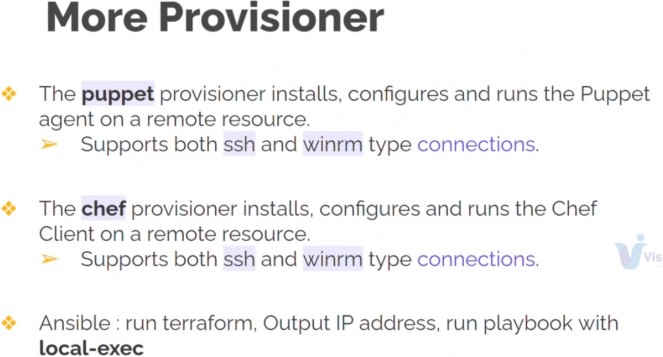 More Provisioner
The puppet provisioner installs, configures and runs the Puppet
agent on a remote resource.
Supports both ssh and winrm type connections.
The chef provisioner installs, configures and runs the Chef
Client on a remote resource.
Supports both ssh and winrm type connections.
Vis
Ansible : run terraform, Output IP address, run playbook with
local-exec